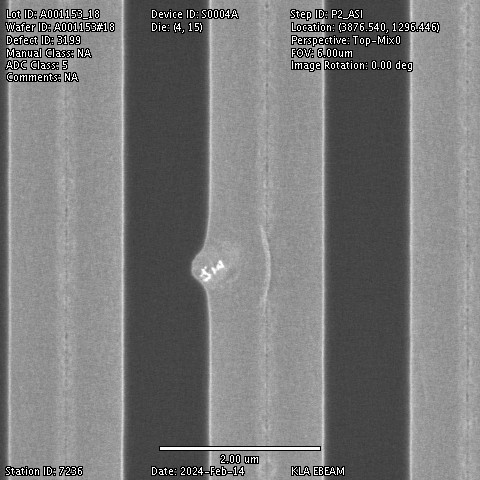 Lot ID: A001153_18 Device ID: S0004A Step ID: P2_ASI
Wafer ID: A001153#18 Die: (4, 15) Location: (3876.540, 1296.446)
Defect ID: 5199 Perspective: Top-Mix0
Manual Class: NA FOV: 5.00um
ADC Class: 5 Image Rotation: 0.00 deg
Comments: NA
2.00 um
Station ID: 7236 Date: 2024-Feb-14 KLA EBEAM